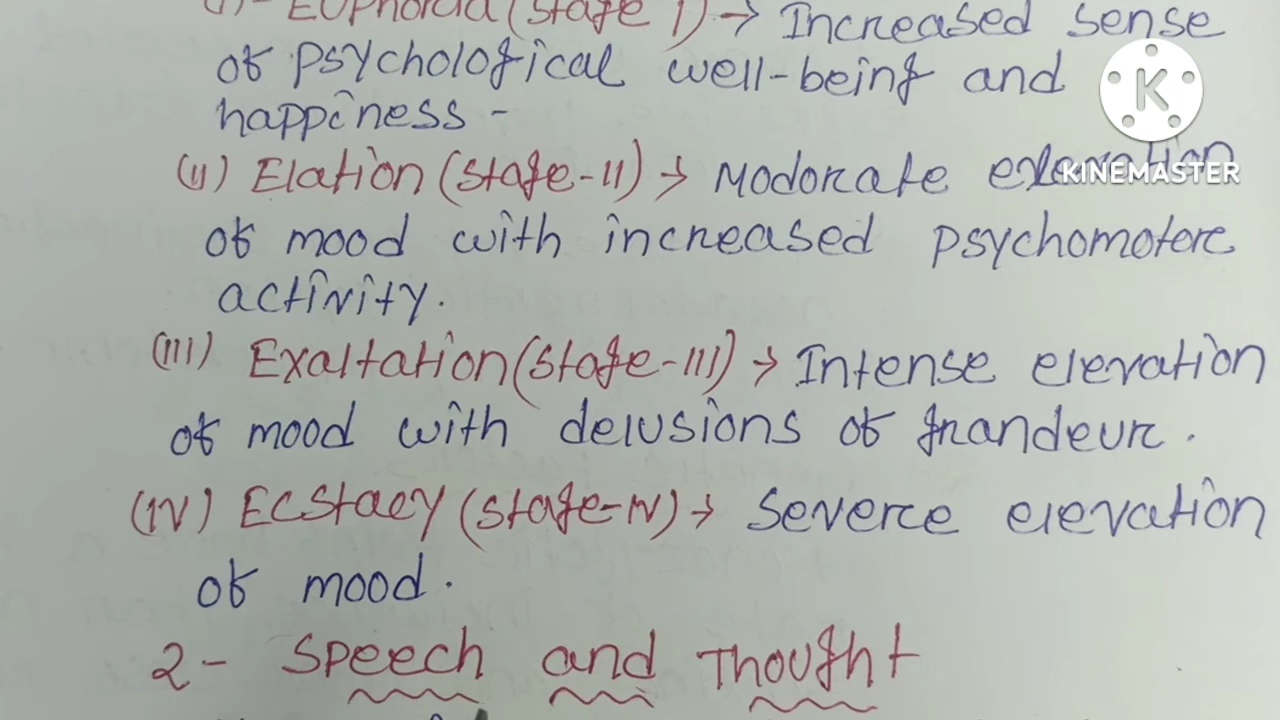 (I)- Euphoria (Stage I) → Increased sense
of psychological well-being and
happiness -
K
(II) Elation (Stage-II) → Modorate elevation
KINEMASTER
of mood with increased psychomotore
activity.
(III) Exaltation (Stage-III) → Intense elevation
of mood with delusions of grandeur.
(IV) Ecstacy (Stage-IV) → Severe elevation
of mood.
2- Speech and Thought